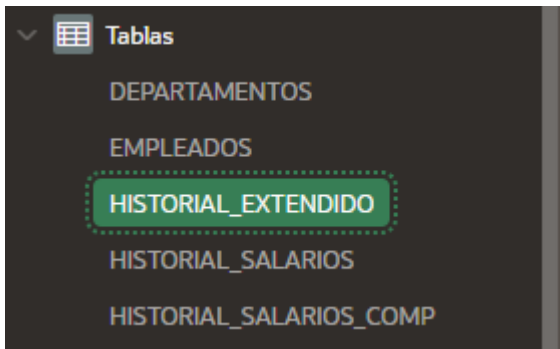 Tablas
DEPARTAMENTOS
EMPLEADOS
HISTORIAL_EXTENDIDO
HISTORIAL_SALARIOS
HISTORIAL_SALARIOS_COMP